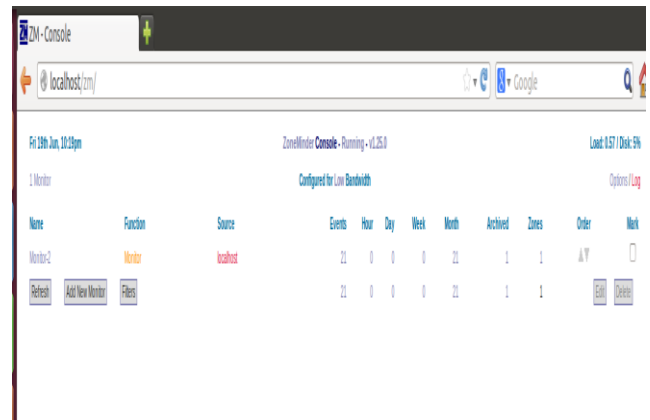 ZM - Console
localhost/zm/
Google
Fri 19th Jun, 10:19pm ZoneMinder Console - Running - v1.25.0 Load: 0.57 / Disk: 5%
1 Monitor Configured for Low Bandwidth Options / Log
Name Function Source Events Hour Day Week Month Archived Zones Order Mark
Monitor-2 Monitor localhost 21 0 0 0 21 1 1
Refresh Add New Monitor Filters 21 0 0 0 21 1 1 Edit Delete